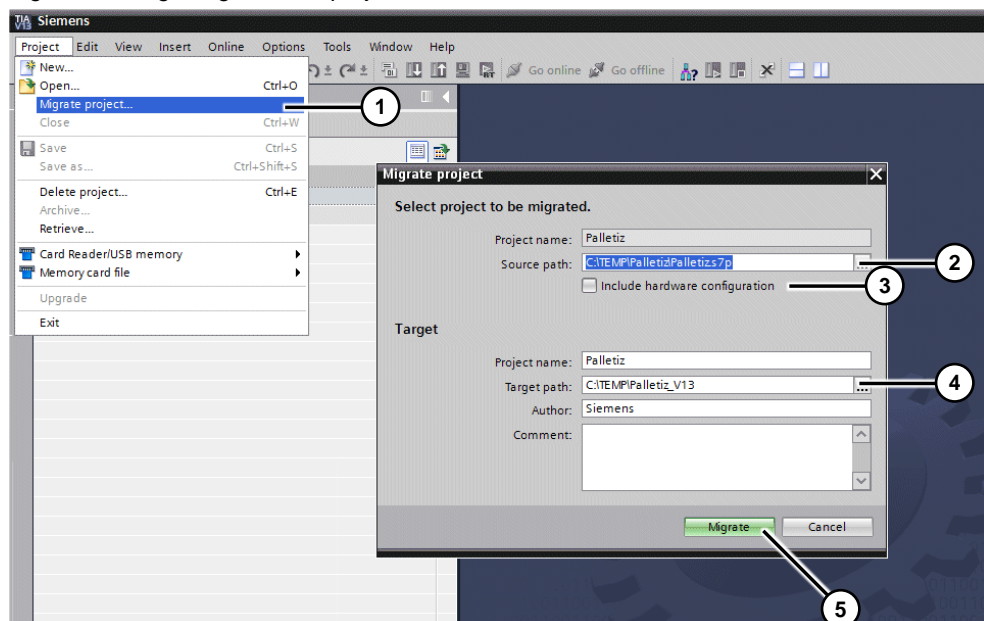 Siemens
Project Edit View Insert Online Options Tools Window Help
New...
Go online Go offline
Open... Ctrl+O
Migrate project...
1
Close Ctrl+W
Save Ctrl+S
Save as... Ctrl+Shift+S
Delete project... Ctrl+E
Archive...
Retrieve...
Card Reader/USB memory
Memory card file
Upgrade
Exit
Migrate project
Select project to be migrated.
Project name: Palletiz
Source path: C:\TEMP\Palletiz\Palletiz.s7p ...
2
Include hardware configuration
3
Target
Project name: Palletiz
Target path: C:\TEMP\Palletiz_V13 ...
4
Author: Siemens
Comment:
Migrate Cancel
5